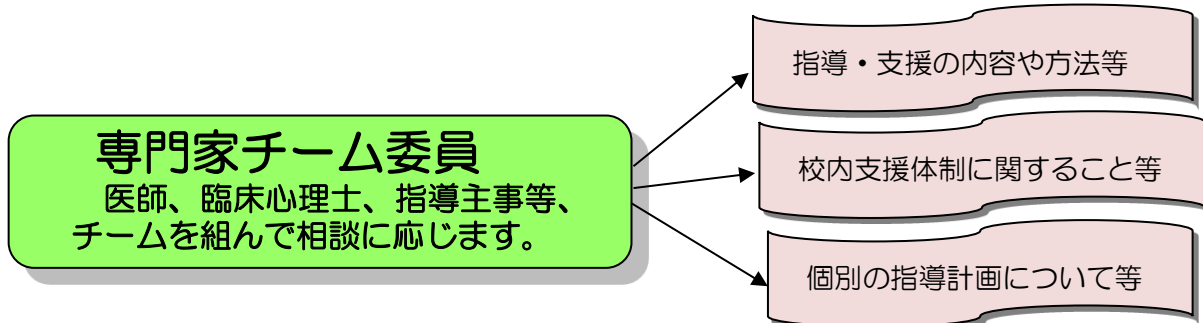 専門家チーム委員
医師、臨床心理士、指導主事等、
チームを組んで相談に応じます。
指導・支援の内容や方法等
校内支援体制に関すること等
個別の指導計画について等